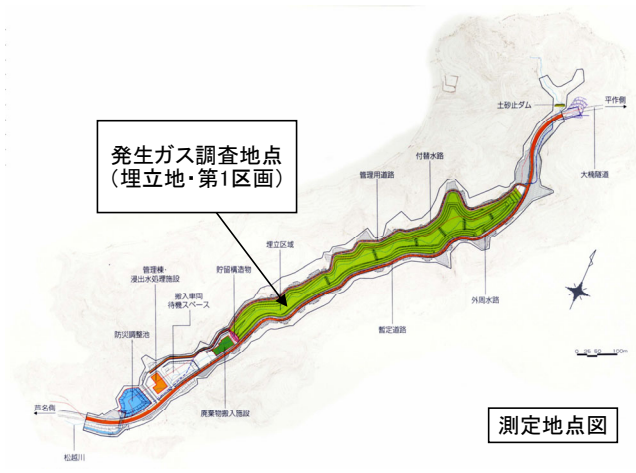 土砂止ダム
平作側
発生ガス調査地点
(埋立地・第1区画)
付替水路
管理用道路
大楠隧道
埋立区域
管理棟・
浸出水処理施設
貯留構造物
搬入車両
待機スペース
外周水路
防災調整池
暫定道路
0 25 50 100m
芦名側
廃棄物搬入施設
測定地点図
松越川